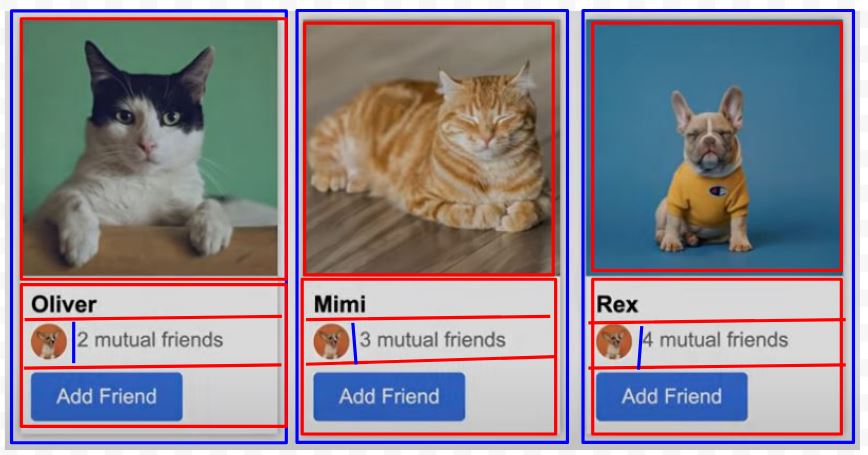 Oliver
2 mutual friends
Add Friend
Mimi
3 mutual friends
Add Friend
Rex
4 mutual friends
Add Friend